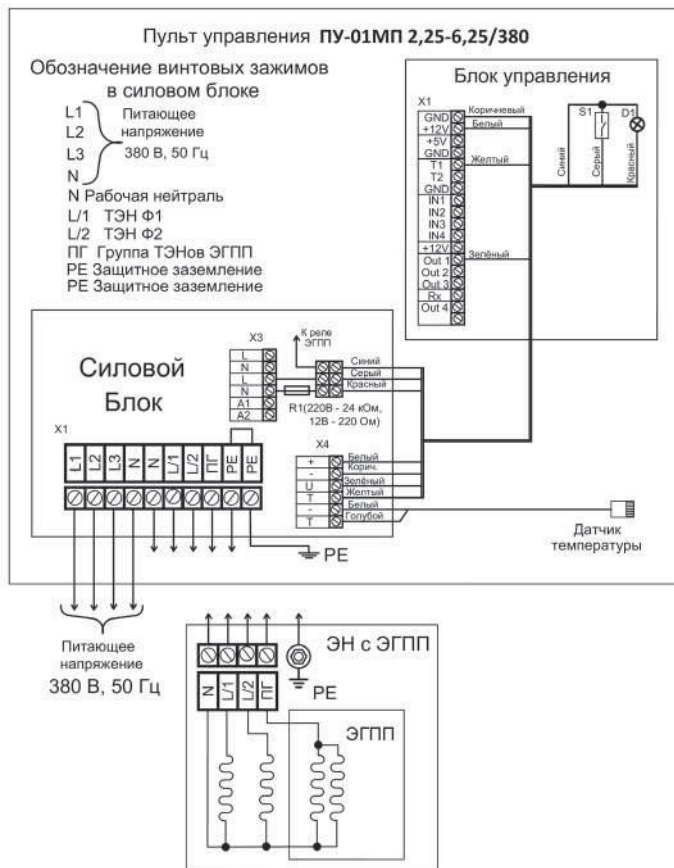 Пульт управления ПУ-01МП 2,25-6,25/380
Обозначение винтовых зажимов
в силовом блоке
L1
L2
L3
N
Питающее
напряжение
380 В, 50 Гц
N Рабочая нейтраль
L/1 ТЭН Ф1
L/2 ТЭН Ф2
ПГ Группа ТЭНов ЭГПП
PE Защитное заземление
PE Защитное заземление
Блок управления
X1
GND
+12V
+5V
GND
T1
T2
GND
IN1
IN2
IN3
IN4
+12V
Out 1
Out 2
Out 3
Rx
Out 4
Коричневый
Белый
Желтый
Зелёный
S1
D1
Синий
Серый
Красный
Силовой
Блок
X3
L
N
L
N
A1
A2
К реле
ЭГПП
Синий
Серый
Красный
R1(220В - 24 кОм,
12В - 220 Ом)
X4
+
-
U
T
-
T
Белый
Корич.
Зелёный
Желтый
Белый
Голубой
Датчик
температуры
X1
L1
L2
L3
N
N
L/1
L/2
ПГ
PE
PE
PE
Питающее
напряжение
380 В, 50 Гц
ЭН с ЭГПП
PE
N
L/1
L/2
ПГ
ЭГПП